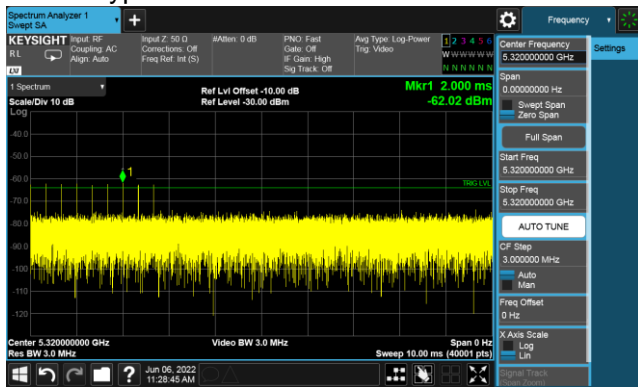 Spectrum Analyzer 1
Swept SA
+
Frequency
KEYSIGHT
RL
LXI
Input: RF
Coupling: AC
Align: Auto
Input Z: 50 Ω
Corrections: Off
Freq Ref: Int (S)
#Atten: 0 dB
PNO: Fast
Gate: Off
IF Gain: High
Sig Track: Off
Avg Type: Log-Power
Trig: Video
1 2 3 4 5 6
W W W W W W
N N N N N N
Settings
Center Frequency
5.320000000 GHz
Span
0.00000000 Hz
Swept Span
Zero Span
Full Span
Start Freq
5.320000000 GHz
Stop Freq
5.320000000 GHz
AUTO TUNE
CF Step
3.000000 MHz
Auto
Man
Freq Offset
0 Hz
X Axis Scale
Log
Lin
Signal Track
(Span Zoom)
1 Spectrum
Scale/Div 10 dB
Log
Ref Lvl Offset -10.00 dB
Ref Level -30.00 dBm
Mkr1 2.000 ms
-62.02 dBm
-40.0
-50.0
-60.0
-70.0
-80.0
-90.0
-100
-110
-120
1
TRIG LVL
Center 5.320000000 GHz
Res BW 3.0 MHz
Video BW 3.0 MHz
Span 0 Hz
Sweep 10.00 ms (40001 pts)
?
Jun 06, 2022
11:28:45 AM